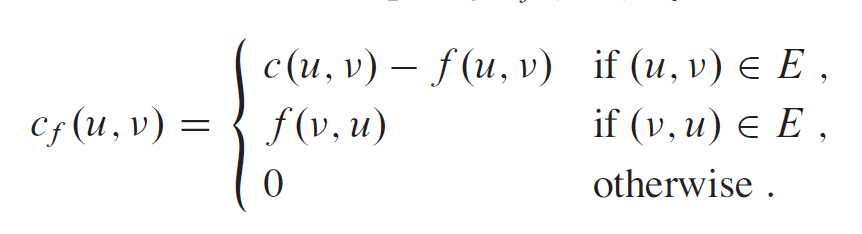 c_f(u, v) = { c(u, v) − f(u, v) if (u, v) ∈ E ,
f(v, u) if (v, u) ∈ E ,
0 otherwise .